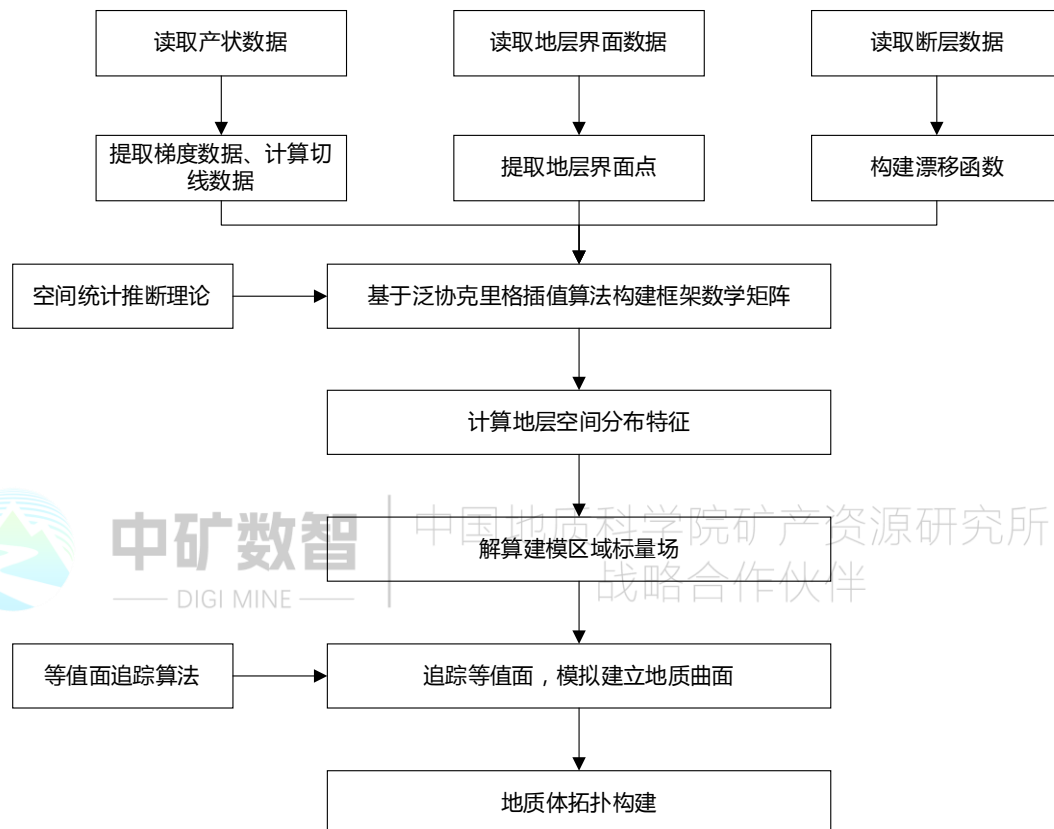 读取产状数据
读取地层界面数据
读取断层数据
提取梯度数据、计算切
线数据
提取地层界面点
构建漂移函数
空间统计推断理论
基于泛协克里格插值算法构建框架数学矩阵
计算地层空间分布特征
中矿数智
DIGI MINE
中国地质科学院矿产资源研究所
战略合作伙伴
解算建模区域标量场
等值面追踪算法
追踪等值面，模拟建立地质曲面
地质体拓扑构建